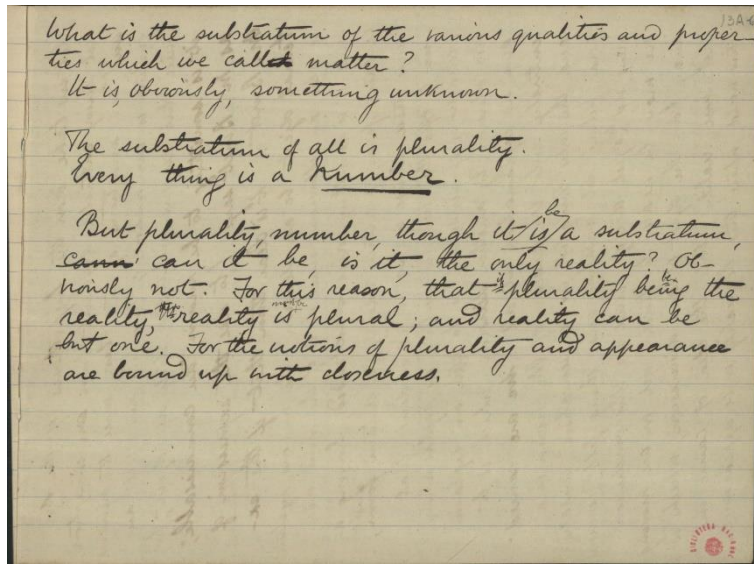 13A-
What is the substratum of the various qualities and proper-
ties which we call matter?
It is, obviously, something unknown.
The substratum of all is plurality.
Every thing is a Number.
But plurality, number, though it is be a substratum,
can it be, is it, the only reality? Ob-
viously not. For this reason, that if plurality being the
reality, reality is plural; and reality can be
but one. For the notions of plurality and appearance
are bound up with closeness.